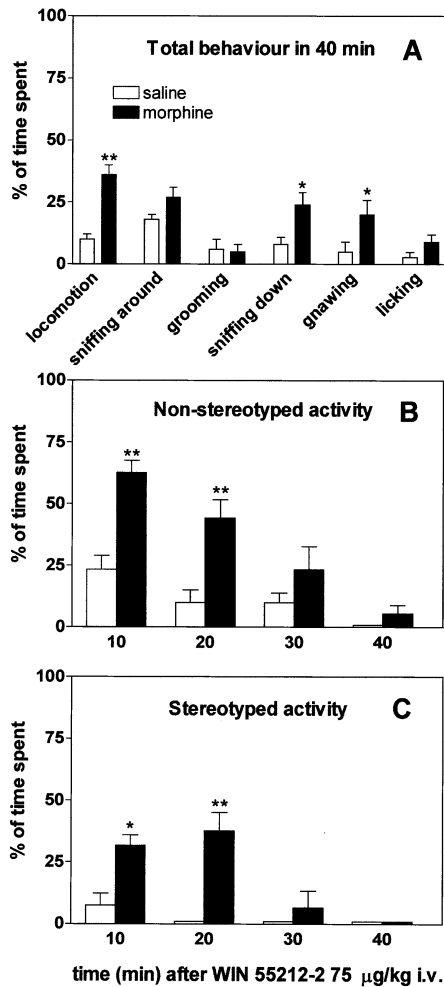 Total behaviour in 40 min A
% of time spent
100
75
50
25
0
saline
morphine
**
*
*
locomotion
sniffing around
grooming
sniffing down
gnawing
licking
Non-stereotyped activity B
% of time spent
100
75
50
25
0
**
**
10 20 30 40
Stereotyped activity C
% of time spent
100
75
50
25
0
*
**
10 20 30 40
time (min) after WIN 55212-2 75 μg/kg i.v.